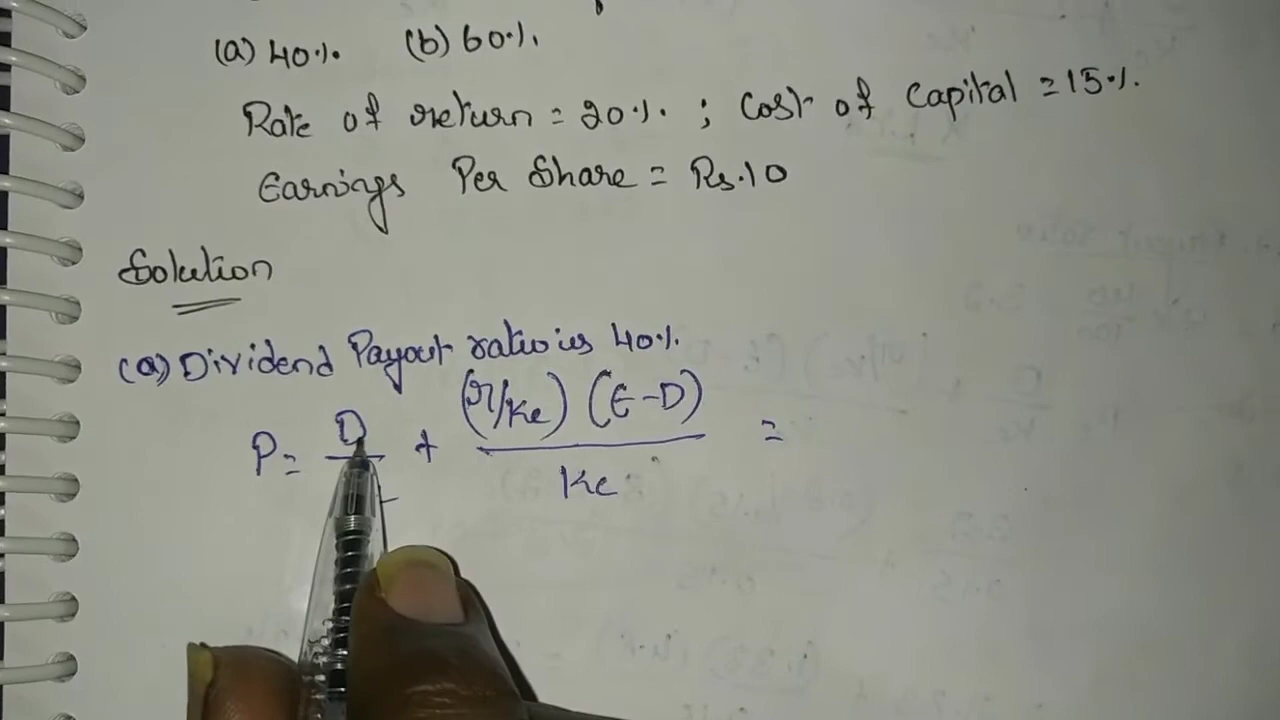 (a) 40%. (b) 60%.
Rate of return = 20%. ; Cost of Capital = 15%.
Earnings Per Share = Rs.10
Solution
(a) Dividend Payout ratio is 40%.
P = D + (r/Ke) (E-D) =
Ke